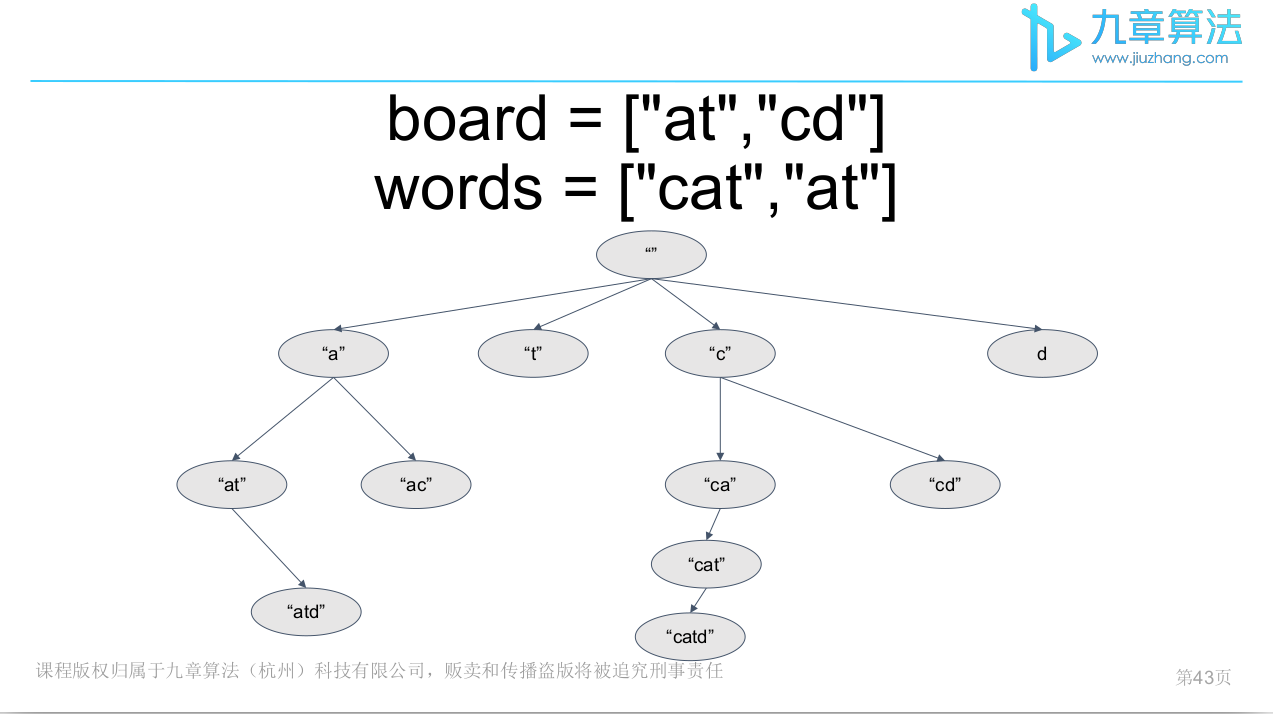 九章算法
www.jiuzhang.com
board = ["at","cd"]
words = ["cat","at"]
“”
“a” “t” “c” d
“at” “ac” “ca” “cd”
“cat”
“atd”
“catd”
课程版权归属于九章算法（杭州）科技有限公司，贩卖和传播盗版将被追究刑事责任
第43页